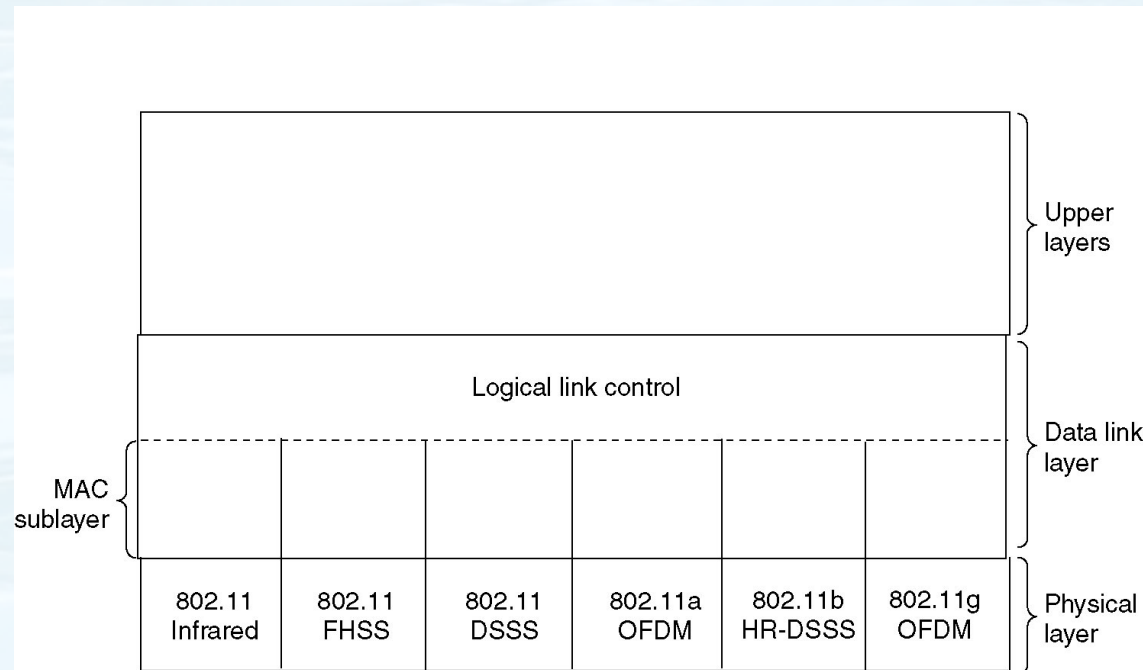 Upper
layers
Logical link control
Data link
layer
MAC
sublayer
802.11
Infrared
802.11
FHSS
802.11
DSSS
802.11a
OFDM
802.11b
HR-DSSS
802.11g
OFDM
Physical
layer